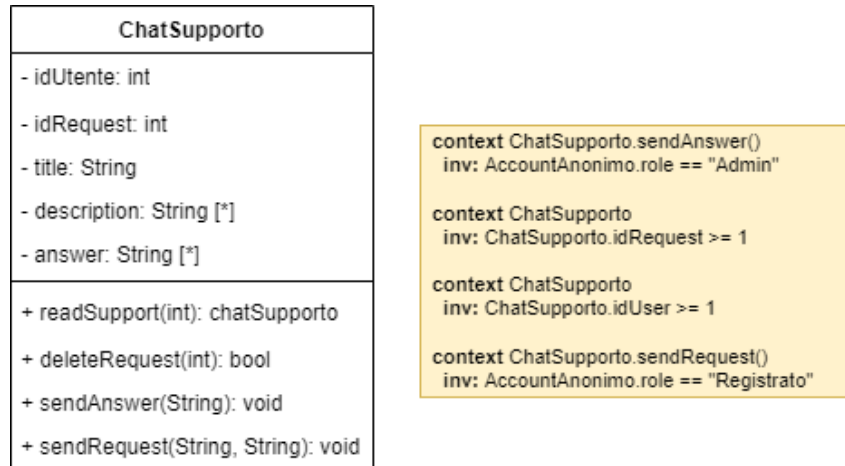 ChatSupporto
- idUtente: int
- idRequest: int
- title: String
- description: String [*]
- answer: String [*]
+ readSupport(int): chatSupporto
+ deleteRequest(int): bool
+ sendAnswer(String): void
+ sendRequest(String, String): void
context ChatSupporto.sendAnswer()
inv: AccountAnonimo.role == "Admin"
context ChatSupporto
inv: ChatSupporto.idRequest >= 1
context ChatSupporto
inv: ChatSupporto.idUser >= 1
context ChatSupporto.sendRequest()
inv: AccountAnonimo.role == "Registrato"